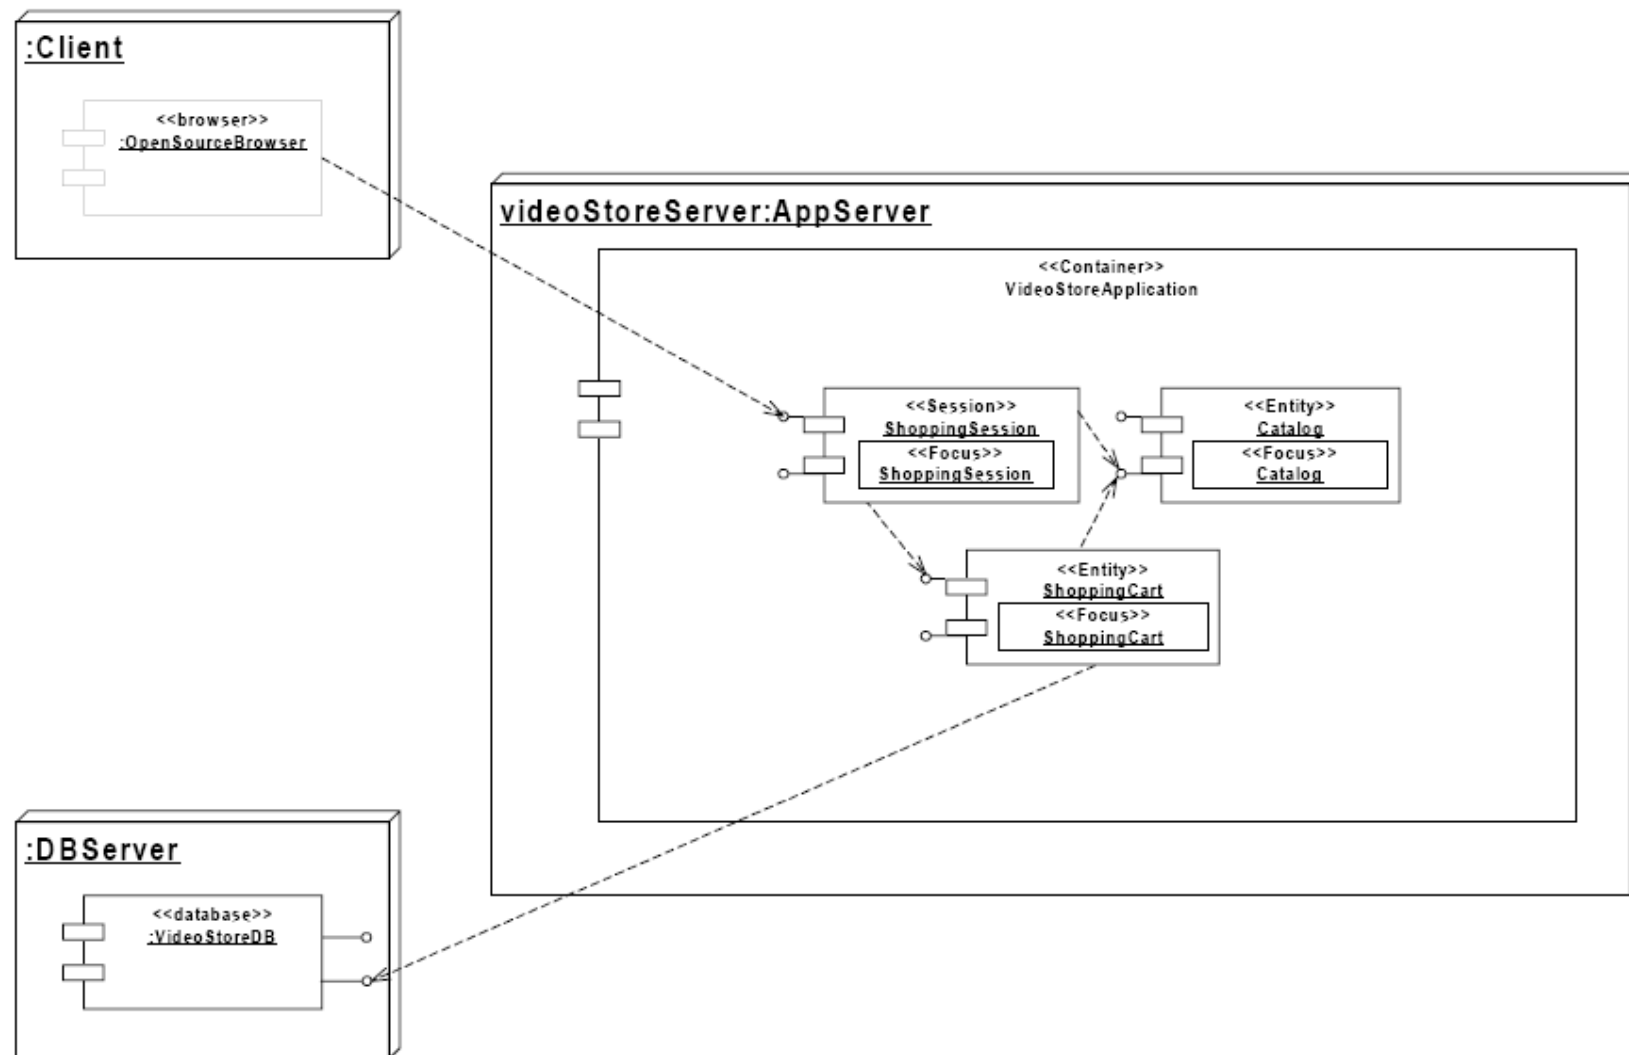 :Client
<<browser>>
:OpenSourceBrowser
videoStoreServer:AppServer
<<Container>>
VideoStoreApplication
<<Session>>
ShoppingSession
<<Focus>>
ShoppingSession
<<Entity>>
Catalog
<<Focus>>
Catalog
<<Entity>>
ShoppingCart
<<Focus>>
ShoppingCart
:DBServer
<<database>>
:VideoStoreDB